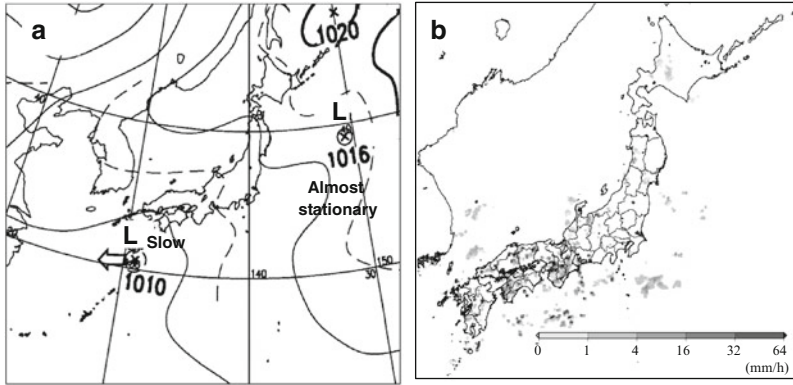 a
1020
L
1016
Almost
stationary
L
Slow
1010
140
30
150
b
0 1 4 16 32 64
(mm/h)